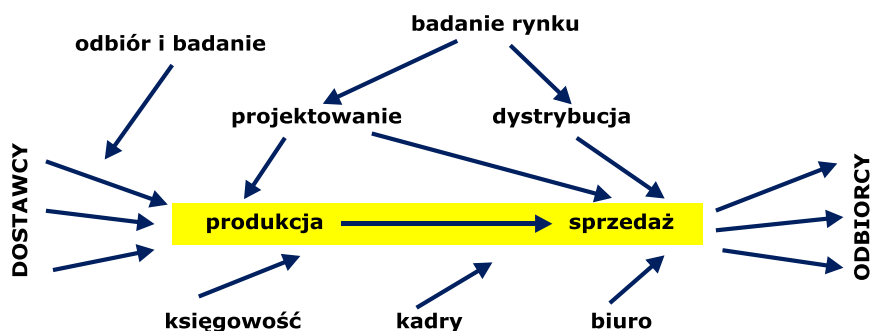 badanie rynku
odbiór i badanie
projektowanie
dystrybucja
DOSTAWCY
produkcja
sprzedaż
ODBIORCY
księgowość
kadry
biuro